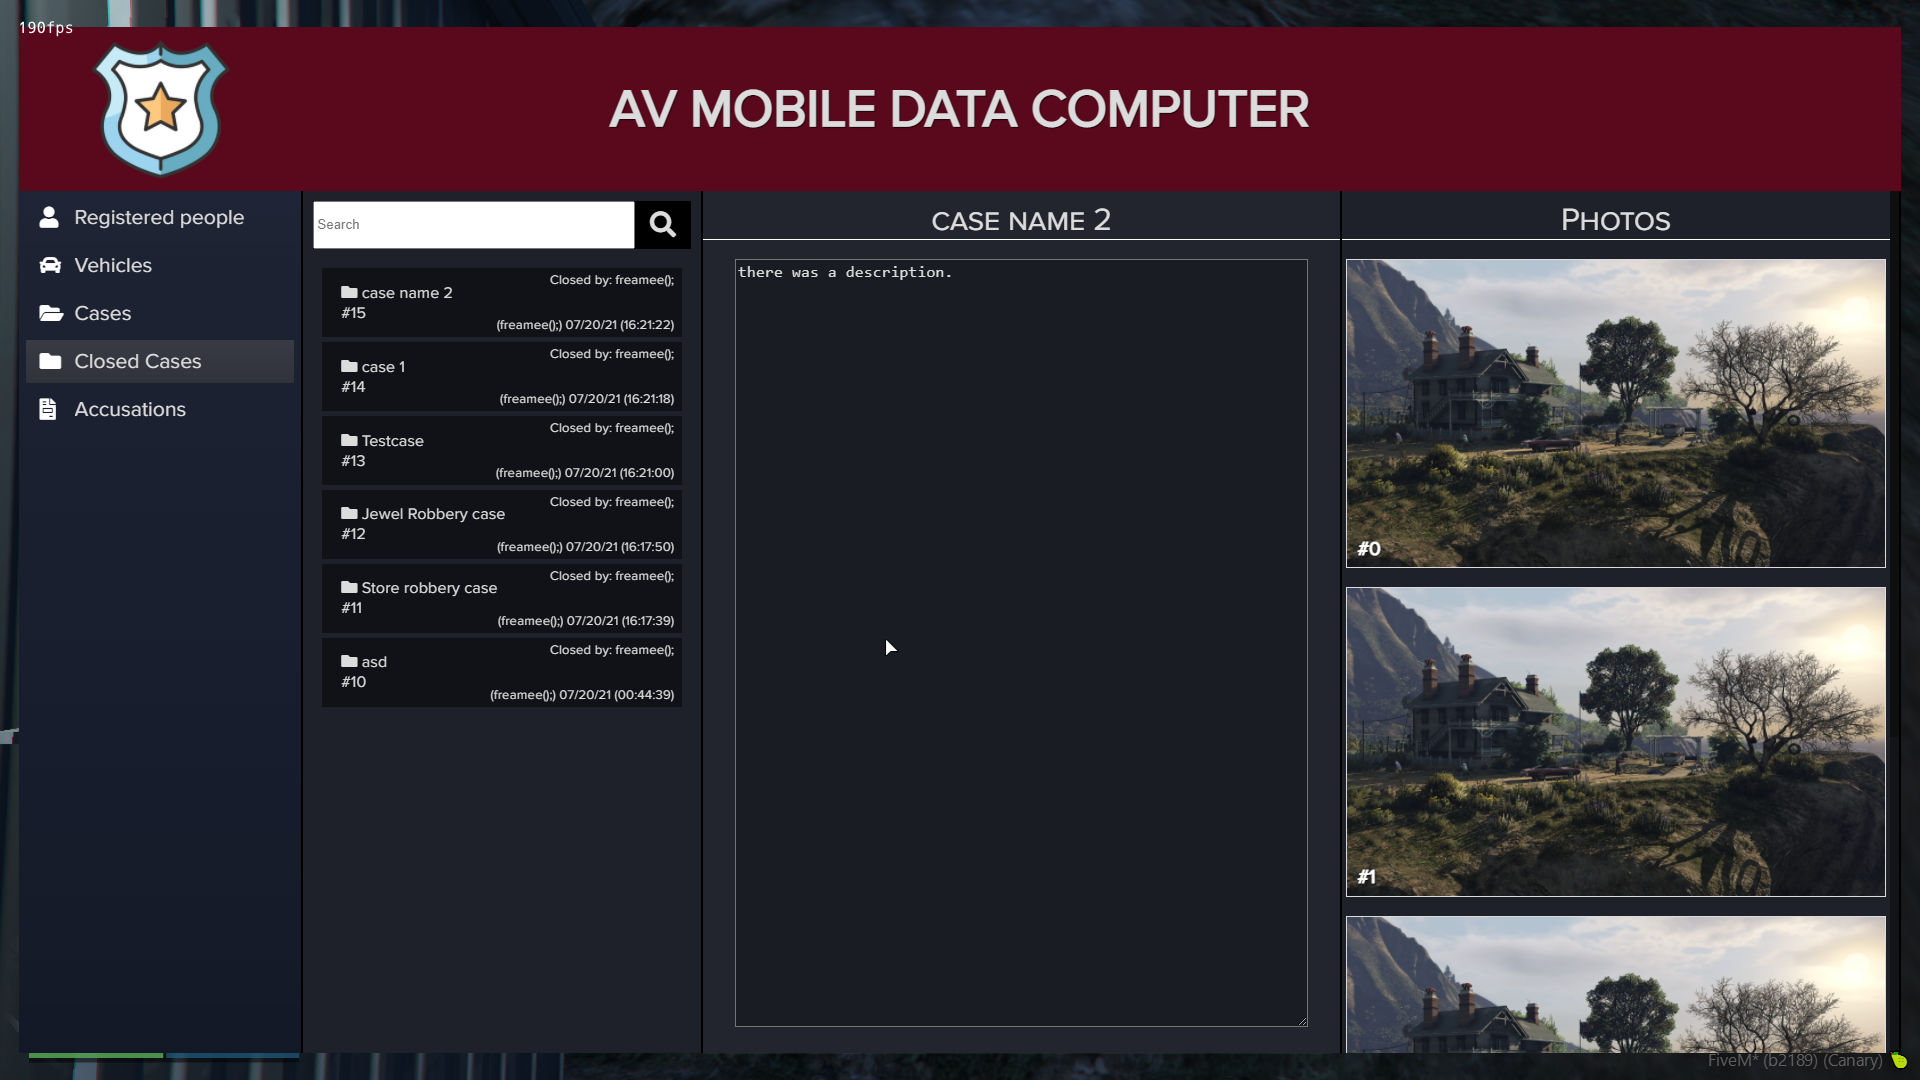 190fps
AV MOBILE DATA COMPUTER
Registered people
Vehicles
Cases
Closed Cases
Accusations
Search
Closed by: freamee();
case name 2
#15
(freamee();) 07/20/21 (16:21:22)
Closed by: freamee();
case 1
#14
(freamee();) 07/20/21 (16:21:18)
Closed by: freamee();
Testcase
#13
(freamee();) 07/20/21 (16:21:00)
Closed by: freamee();
Jewel Robbery case
#12
(freamee();) 07/20/21 (16:17:50)
Closed by: freamee();
Store robbery case
#11
(freamee();) 07/20/21 (16:17:39)
Closed by: freamee();
asd
#10
(freamee();) 07/20/21 (00:44:39)
CASE NAME 2
there was a description.
PHOTOS
#0
#1
FiveM* (b2189) (Canary)